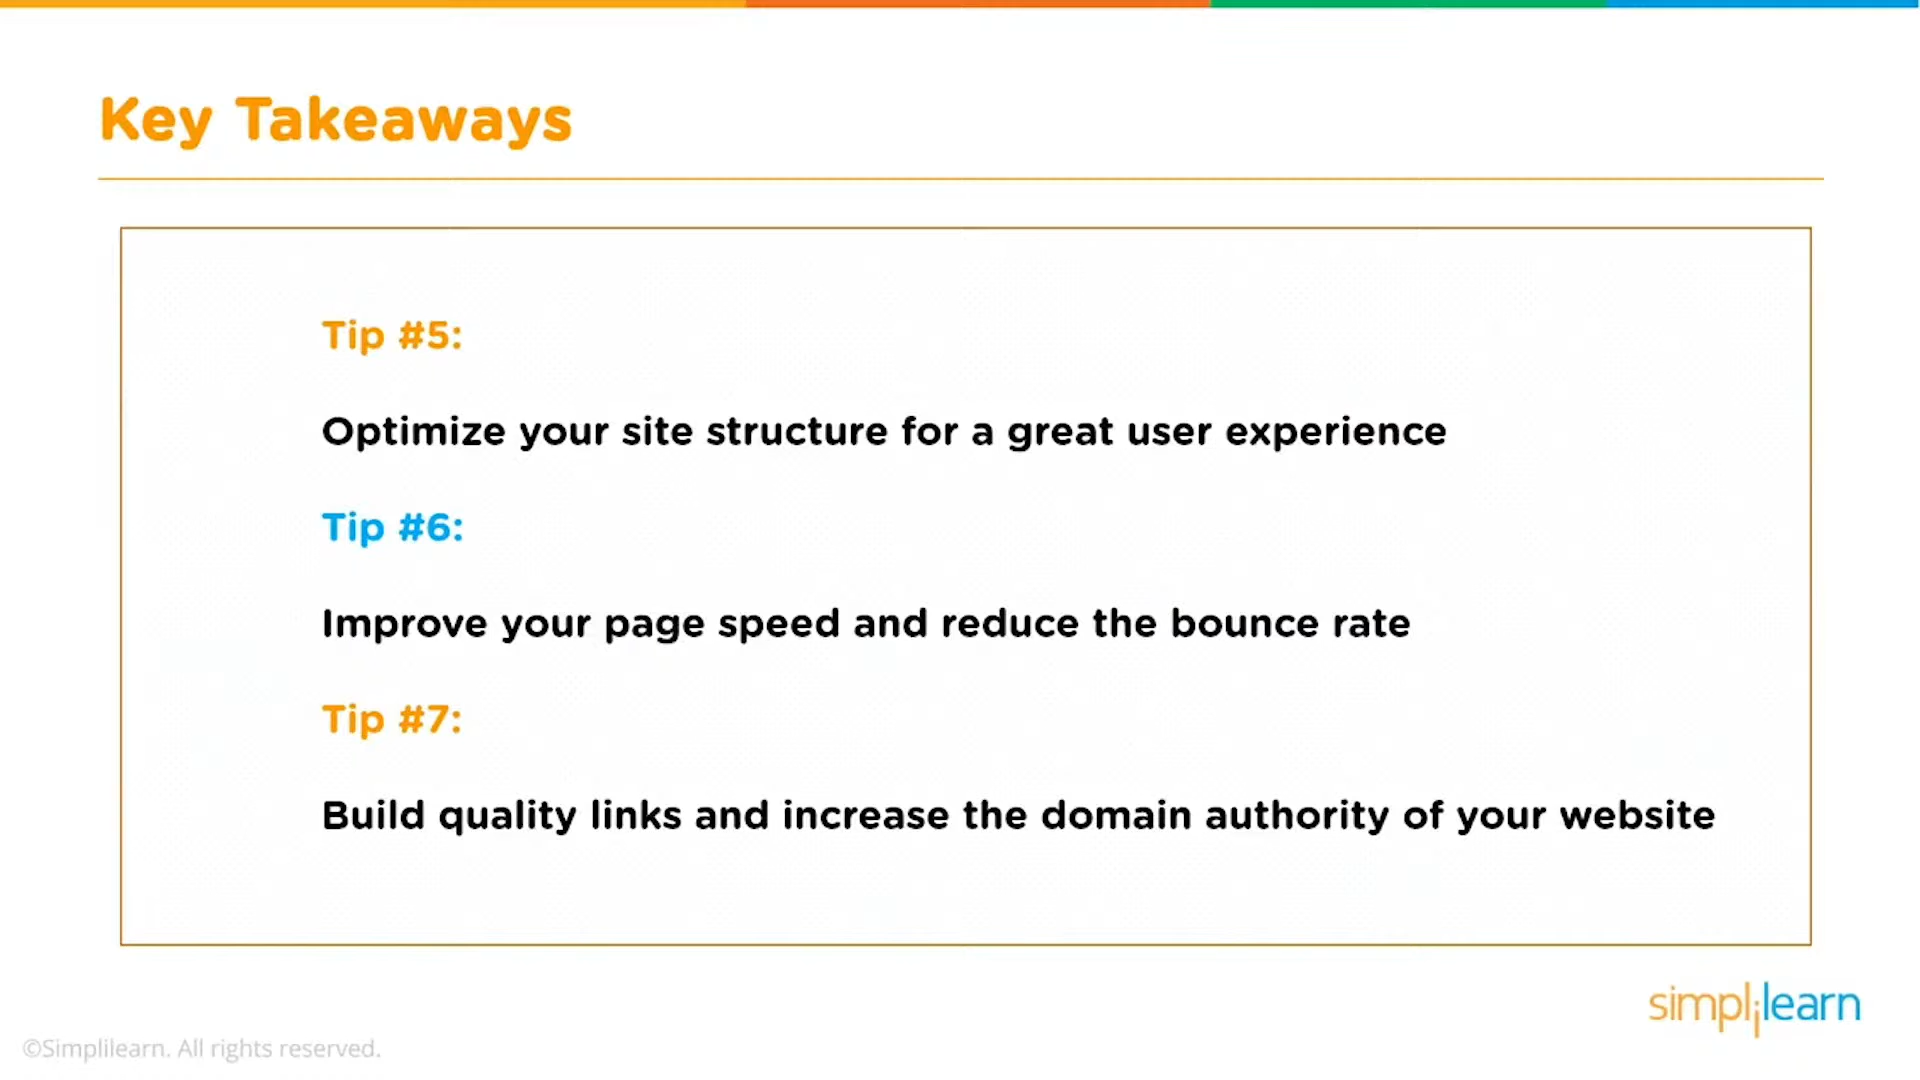 Key Takeaways
Tip #5:
Optimize your site structure for a great user experience
Tip #6:
Improve your page speed and reduce the bounce rate
Tip #7:
Build quality links and increase the domain authority of your website
simplilearn
©Simplilearn. All rights reserved.